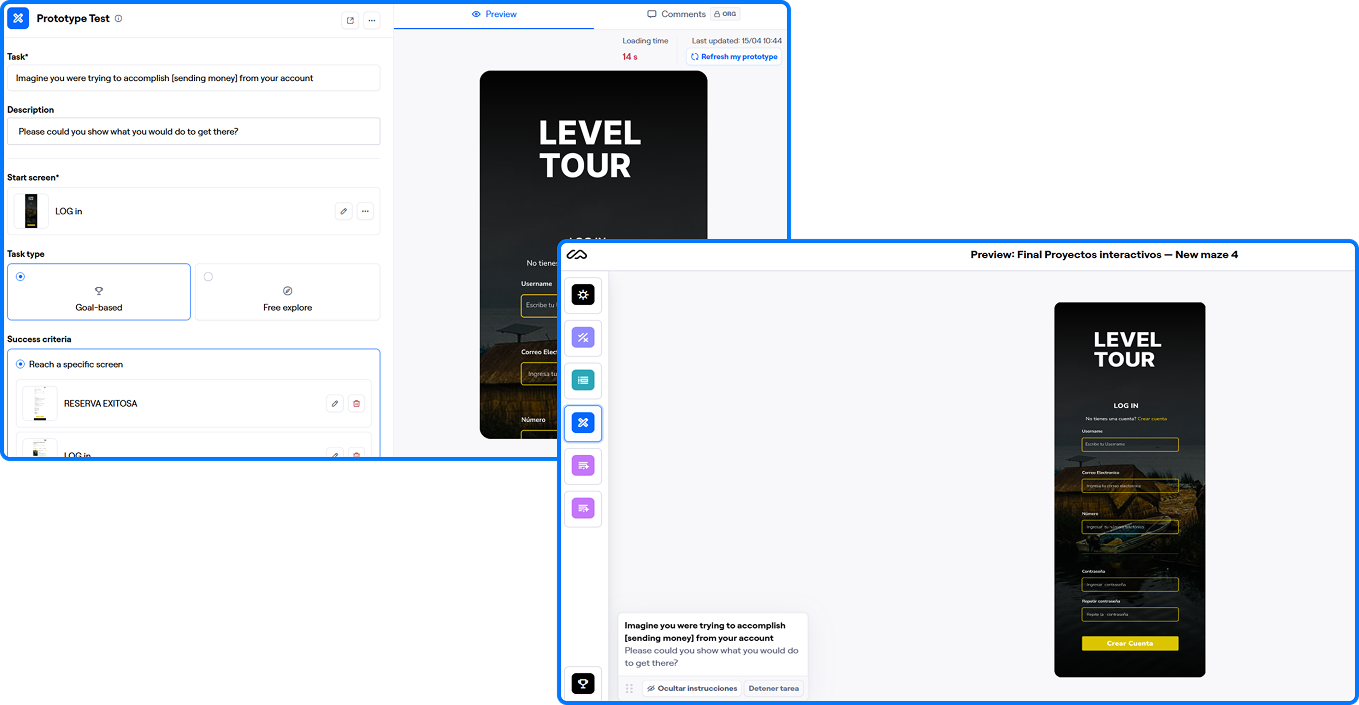 Prototype Test
Preview
Comments
ORG
Loading time
14 s
Last updated: 15/04 10:44
Refresh my prototype
Task*
Imagine you were trying to accomplish [sending money] from your account
Description
Please could you show what you would do to get there?
Start screen*
LOG in
Task type
Goal-based
Free explore
Success criteria
Reach a specific screen
RESERVA EXITOSA
LOG in
LEVEL
TOUR
LOG IN
No tienes
Username
Escribe tu U
Correo Elect
Ingresa tu
Número
Preview: Final Proyectos interactivos — New maze 4
LEVEL
TOUR
LOG IN
No tienes una cuenta? Crear cuenta
Username
Escribe tu Username
Correo Electronico
Ingresa tu correo electronico
Número
Ingresar tu número telefónico
Contraseña
Ingresar contraseña
Repetir contraseña
Repite la contraseña
Crear Cuenta
Imagine you were trying to accomplish
[sending money] from your account
Please could you show what you would do
to get there?
Ocultar instrucciones
Detener tarea